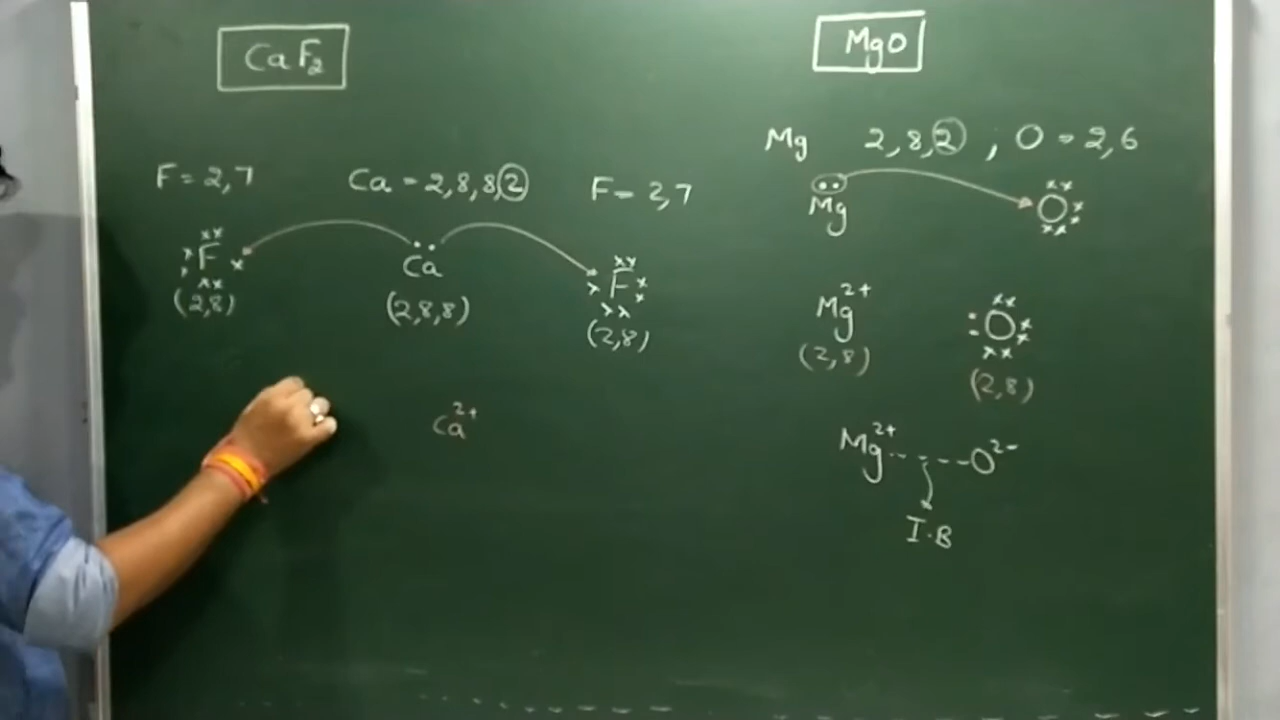 CaF₂
F = 2,7 Ca = 2,8,8,2 F = 2,7
F Ca F
(2,8) (2,8,8) (2,8)
Ca²⁺
MgO
Mg 2,8,2 ; O = 2,6
Mg O
Mg²⁺ O
(2,8) (2,8)
Mg²⁺ ----- O²⁻
I.B